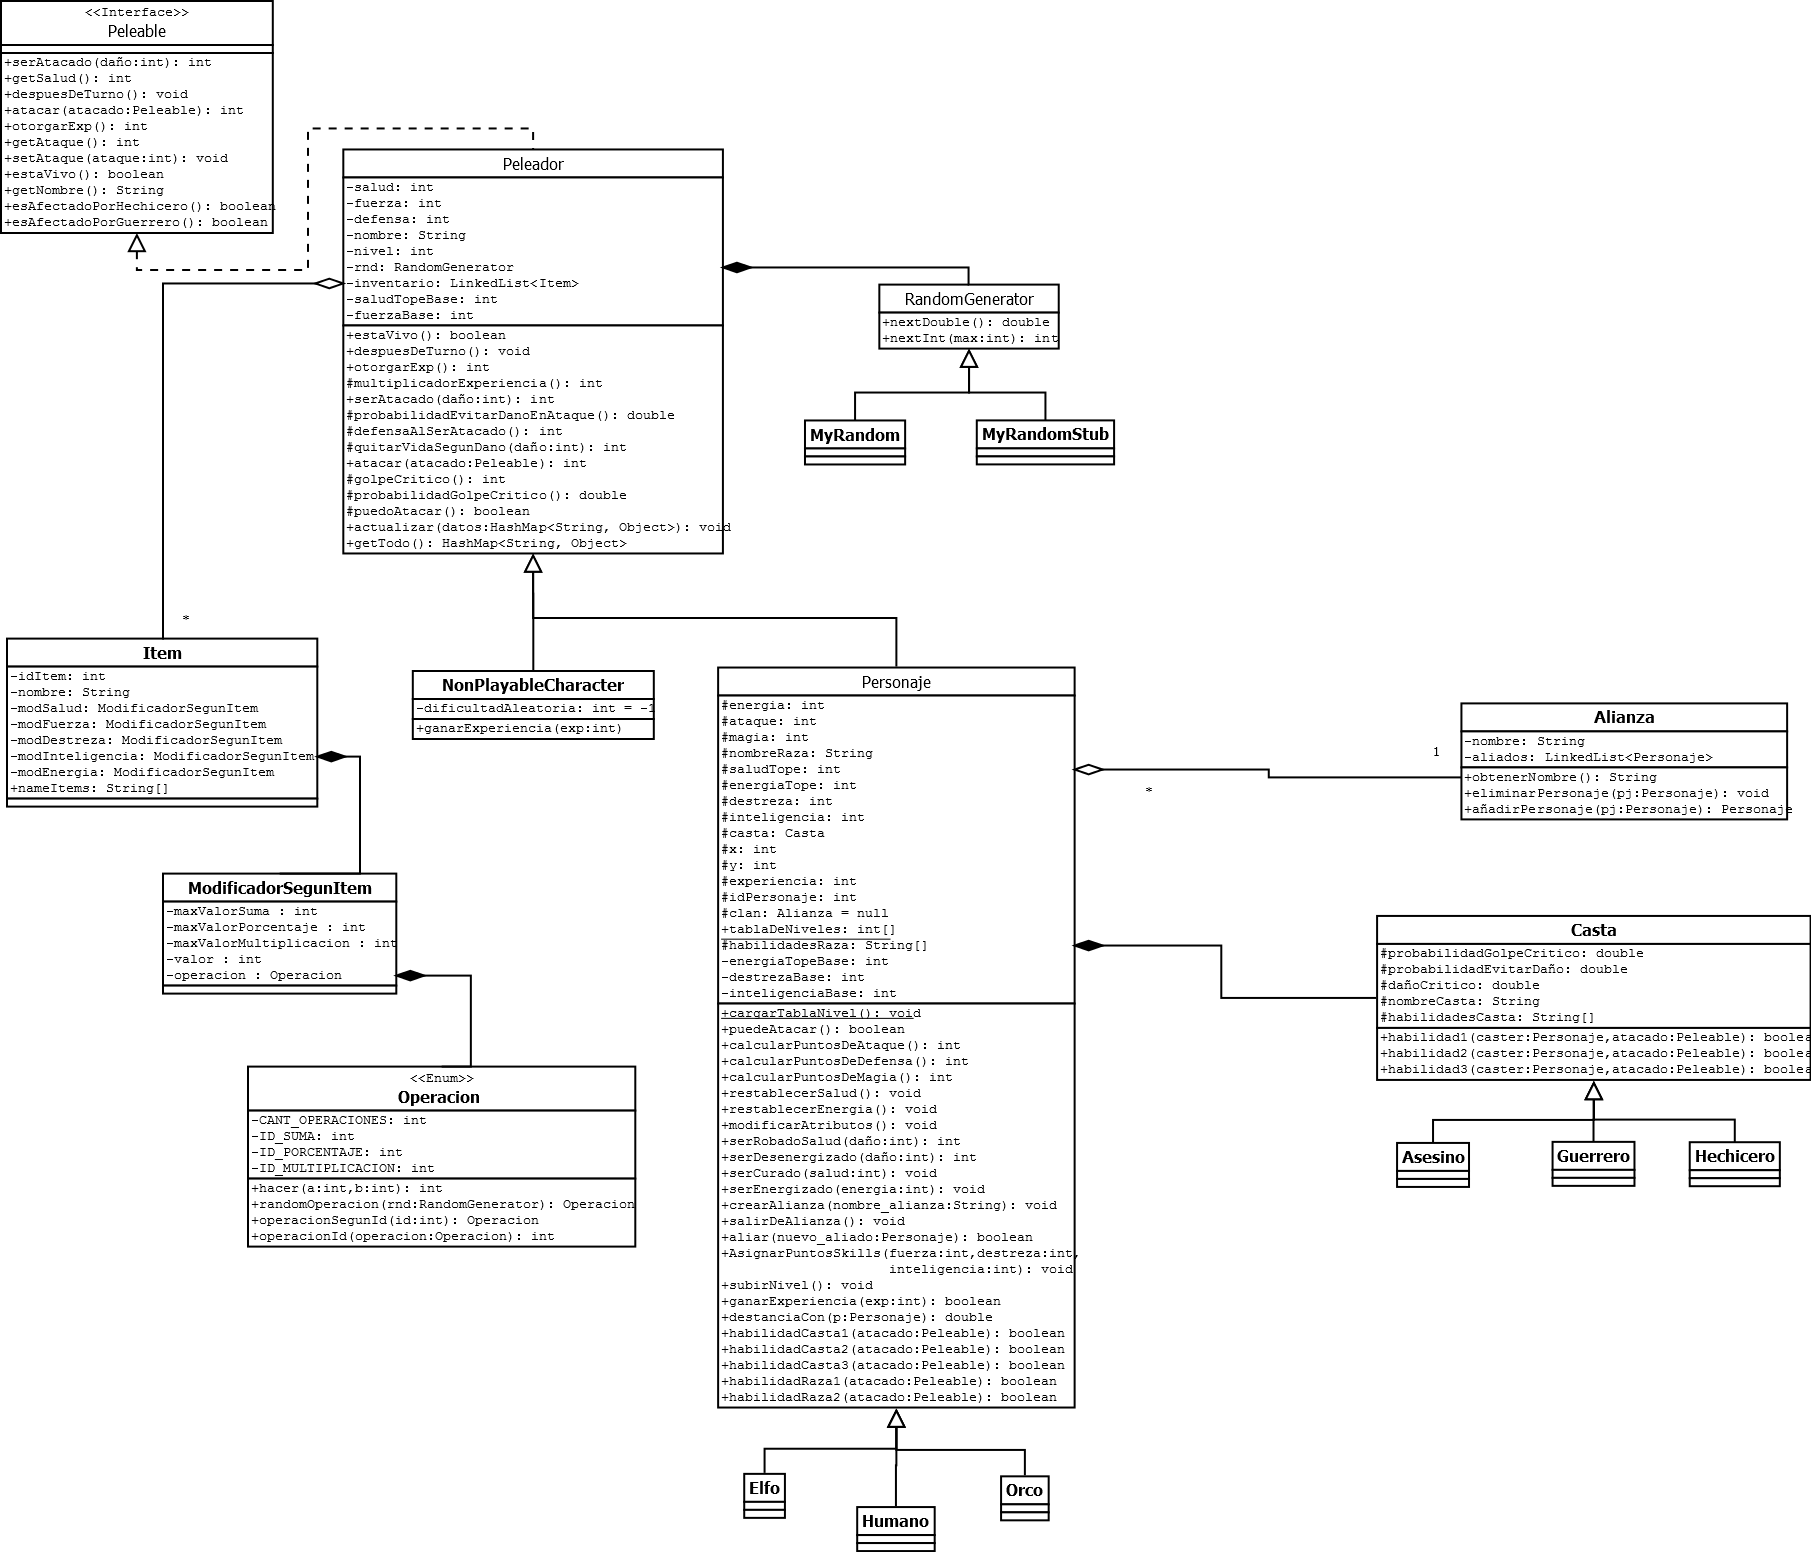 <<Interface>>
Peleable
+serAtacado(daño:int): int
+getSalud(): int
+despuesDeTurno(): void
+atacar(atacado:Peleable): int
+otorgarExp(): int
+getAtaque(): int
+setAtaque(ataque:int): void
+estaVivo(): boolean
+getNombre(): String
+esAfectadoPorHechicero(): boolean
+esAfectadoPorGuerrero(): boolean
Peleador
-salud: int
-fuerza: int
-defensa: int
-nombre: String
-nivel: int
-rnd: RandomGenerator
-inventario: LinkedList<Item>
-saludTopeBase: int
-fuerzaBase: int
+estaVivo(): boolean
+despuesDeTurno(): void
+otorgarExp(): int
#multiplicadorExperiencia(): int
+serAtacado(daño:int): int
#probabilidadEvitarDanoEnAtaque(): double
#defensaAlSerAtacado(): int
#quitarVidaSegunDano(daño:int): int
+atacar(atacado:Peleable): int
#golpeCritico(): int
#probabilidadGolpeCritico(): double
#puedoAtacar(): boolean
+actualizar(datos:HashMap<String, Object>): void
+getTodo(): HashMap<String, Object>
RandomGenerator
+nextDouble(): double
+nextInt(max:int): int
MyRandom
MyRandomStub
*
Item
-idItem: int
-nombre: String
-modSalud: ModificadorSegunItem
-modFuerza: ModificadorSegunItem
-modDestreza: ModificadorSegunItem
-modInteligencia: ModificadorSegunItem
-modEnergia: ModificadorSegunItem
+nameItems: String[]
NonPlayableCharacter
-dificultadAleatoria: int = -1
+ganarExperiencia(exp:int)
Personaje
#energia: int
#ataque: int
#magia: int
#nombreRaza: String
#saludTope: int
#energiaTope: int
#destreza: int
#inteligencia: int
#casta: Casta
#x: int
#y: int
#experiencia: int
#idPersonaje: int
#clan: Alianza = null
+tablaDeNiveles: int[]
#habilidadesRaza: String[]
-energiaTopeBase: int
-destrezaBase: int
-inteligenciaBase: int
+cargarTablaNivel(): void
+puedeAtacar(): boolean
+calcularPuntosDeAtaque(): int
+calcularPuntosDeDefensa(): int
+calcularPuntosDeMagia(): int
+restablecerSalud(): void
+restablecerEnergia(): void
+modificarAtributos(): void
+serRobadoSalud(daño:int): int
+serDesenergizado(daño:int): int
+serCurado(salud:int): void
+serEnergizado(energia:int): void
+crearAlianza(nombre_alianza:String): void
+salirDeAlianza(): void
+aliar(nuevo_aliado:Personaje): boolean
+AsignarPuntosSkills(fuerza:int,destreza:int,
inteligencia:int): void
+subirNivel(): void
+ganarExperiencia(exp:int): boolean
+destanciaCon(p:Personaje): double
+habilidadCasta1(atacado:Peleable): boolean
+habilidadCasta2(atacado:Peleable): boolean
+habilidadCasta3(atacado:Peleable): boolean
+habilidadRaza1(atacado:Peleable): boolean
+habilidadRaza2(atacado:Peleable): boolean
1
*
Alianza
-nombre: String
-aliados: LinkedList<Personaje>
+obtenerNombre(): String
+eliminarPersonaje(pj:Personaje): void
+añadirPersonaje(pj:Personaje): Personaje
ModificadorSegunItem
-maxValorSuma : int
-maxValorPorcentaje : int
-maxValorMultiplicacion : int
-valor : int
-operacion : Operacion
Casta
#probabilidadGolpeCritico: double
#probabilidadEvitarDaño: double
#dañoCritico: double
#nombreCasta: String
#habilidadesCasta: String[]
+habilidad1(caster:Personaje,atacado:Peleable): boolea
+habilidad2(caster:Personaje,atacado:Peleable): boolea
+habilidad3(caster:Personaje,atacado:Peleable): boolea
Asesino
Guerrero
Hechicero
<<Enum>>
Operacion
-CANT_OPERACIONES: int
-ID_SUMA: int
-ID_PORCENTAJE: int
-ID_MULTIPLICACION: int
+hacer(a:int,b:int): int
+randomOperacion(rnd:RandomGenerator): Operacion
+operacionSegunId(id:int): Operacion
+operacionId(operacion:Operacion): int
Elfo
Humano
Orco